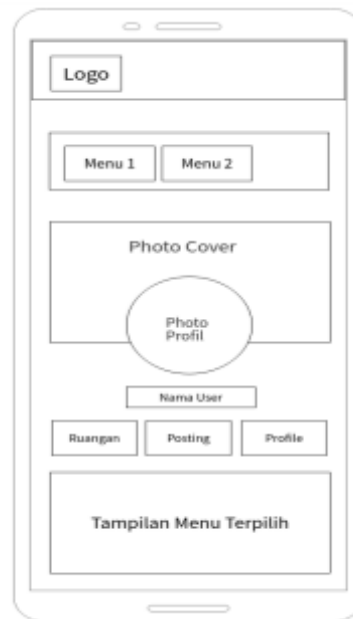 Logo
Menu 1 Menu 2
Photo Cover
Photo
Profil
Nama User
Ruangan Posting Profile
Tampilan Menu Terpilih